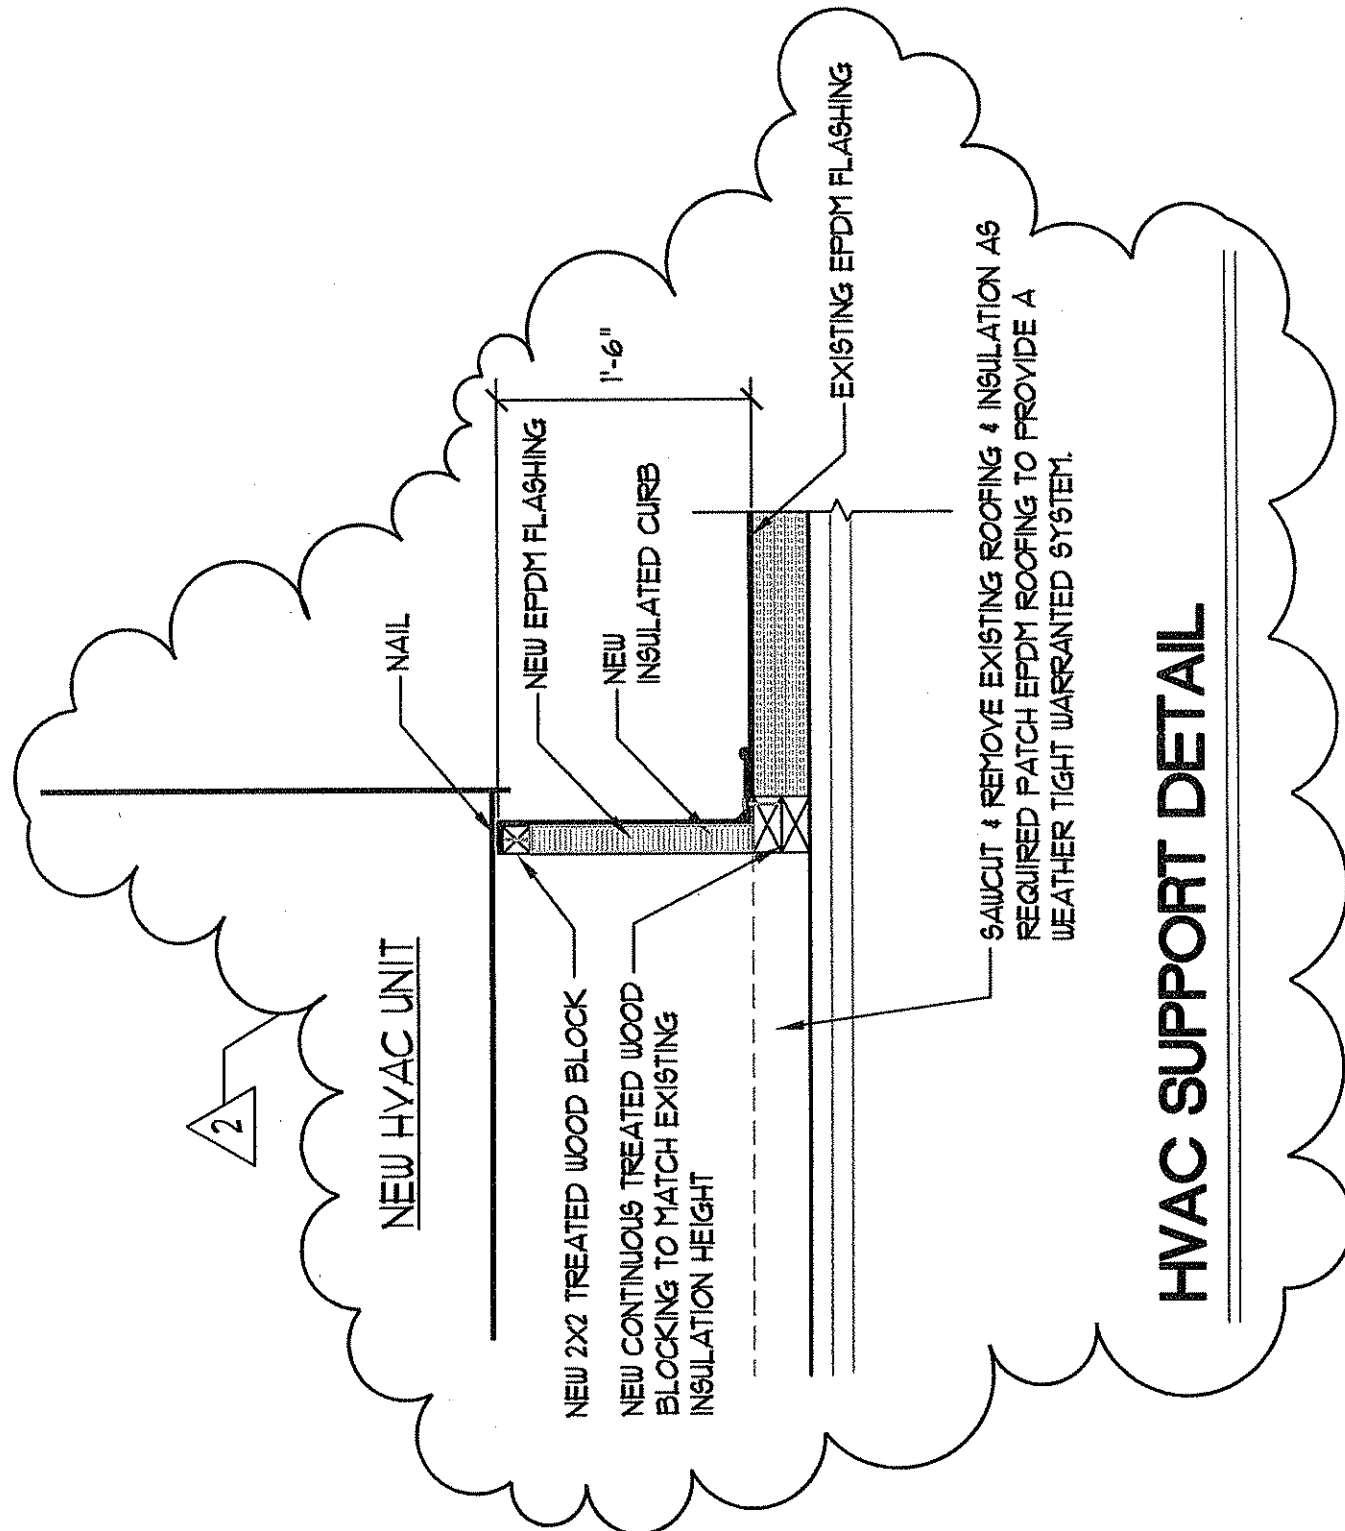 2
NEW HVAC UNIT
NAIL
1'-6"
NEW EPDM FLASHING
NEW
INSULATED CURB
EXISTING EPDM FLASHING
NEW 2X2 TREATED WOOD BLOCK
NEW CONTINUOUS TREATED WOOD
BLOCKING TO MATCH EXISTING
INSULATION HEIGHT
SAWCUT & REMOVE EXISTING ROOFING & INSULATION AS
REQUIRED PATCH EPDM ROOFING TO PROVIDE A
WEATHER TIGHT WARRANTED SYSTEM.
HVAC SUPPORT DETAIL